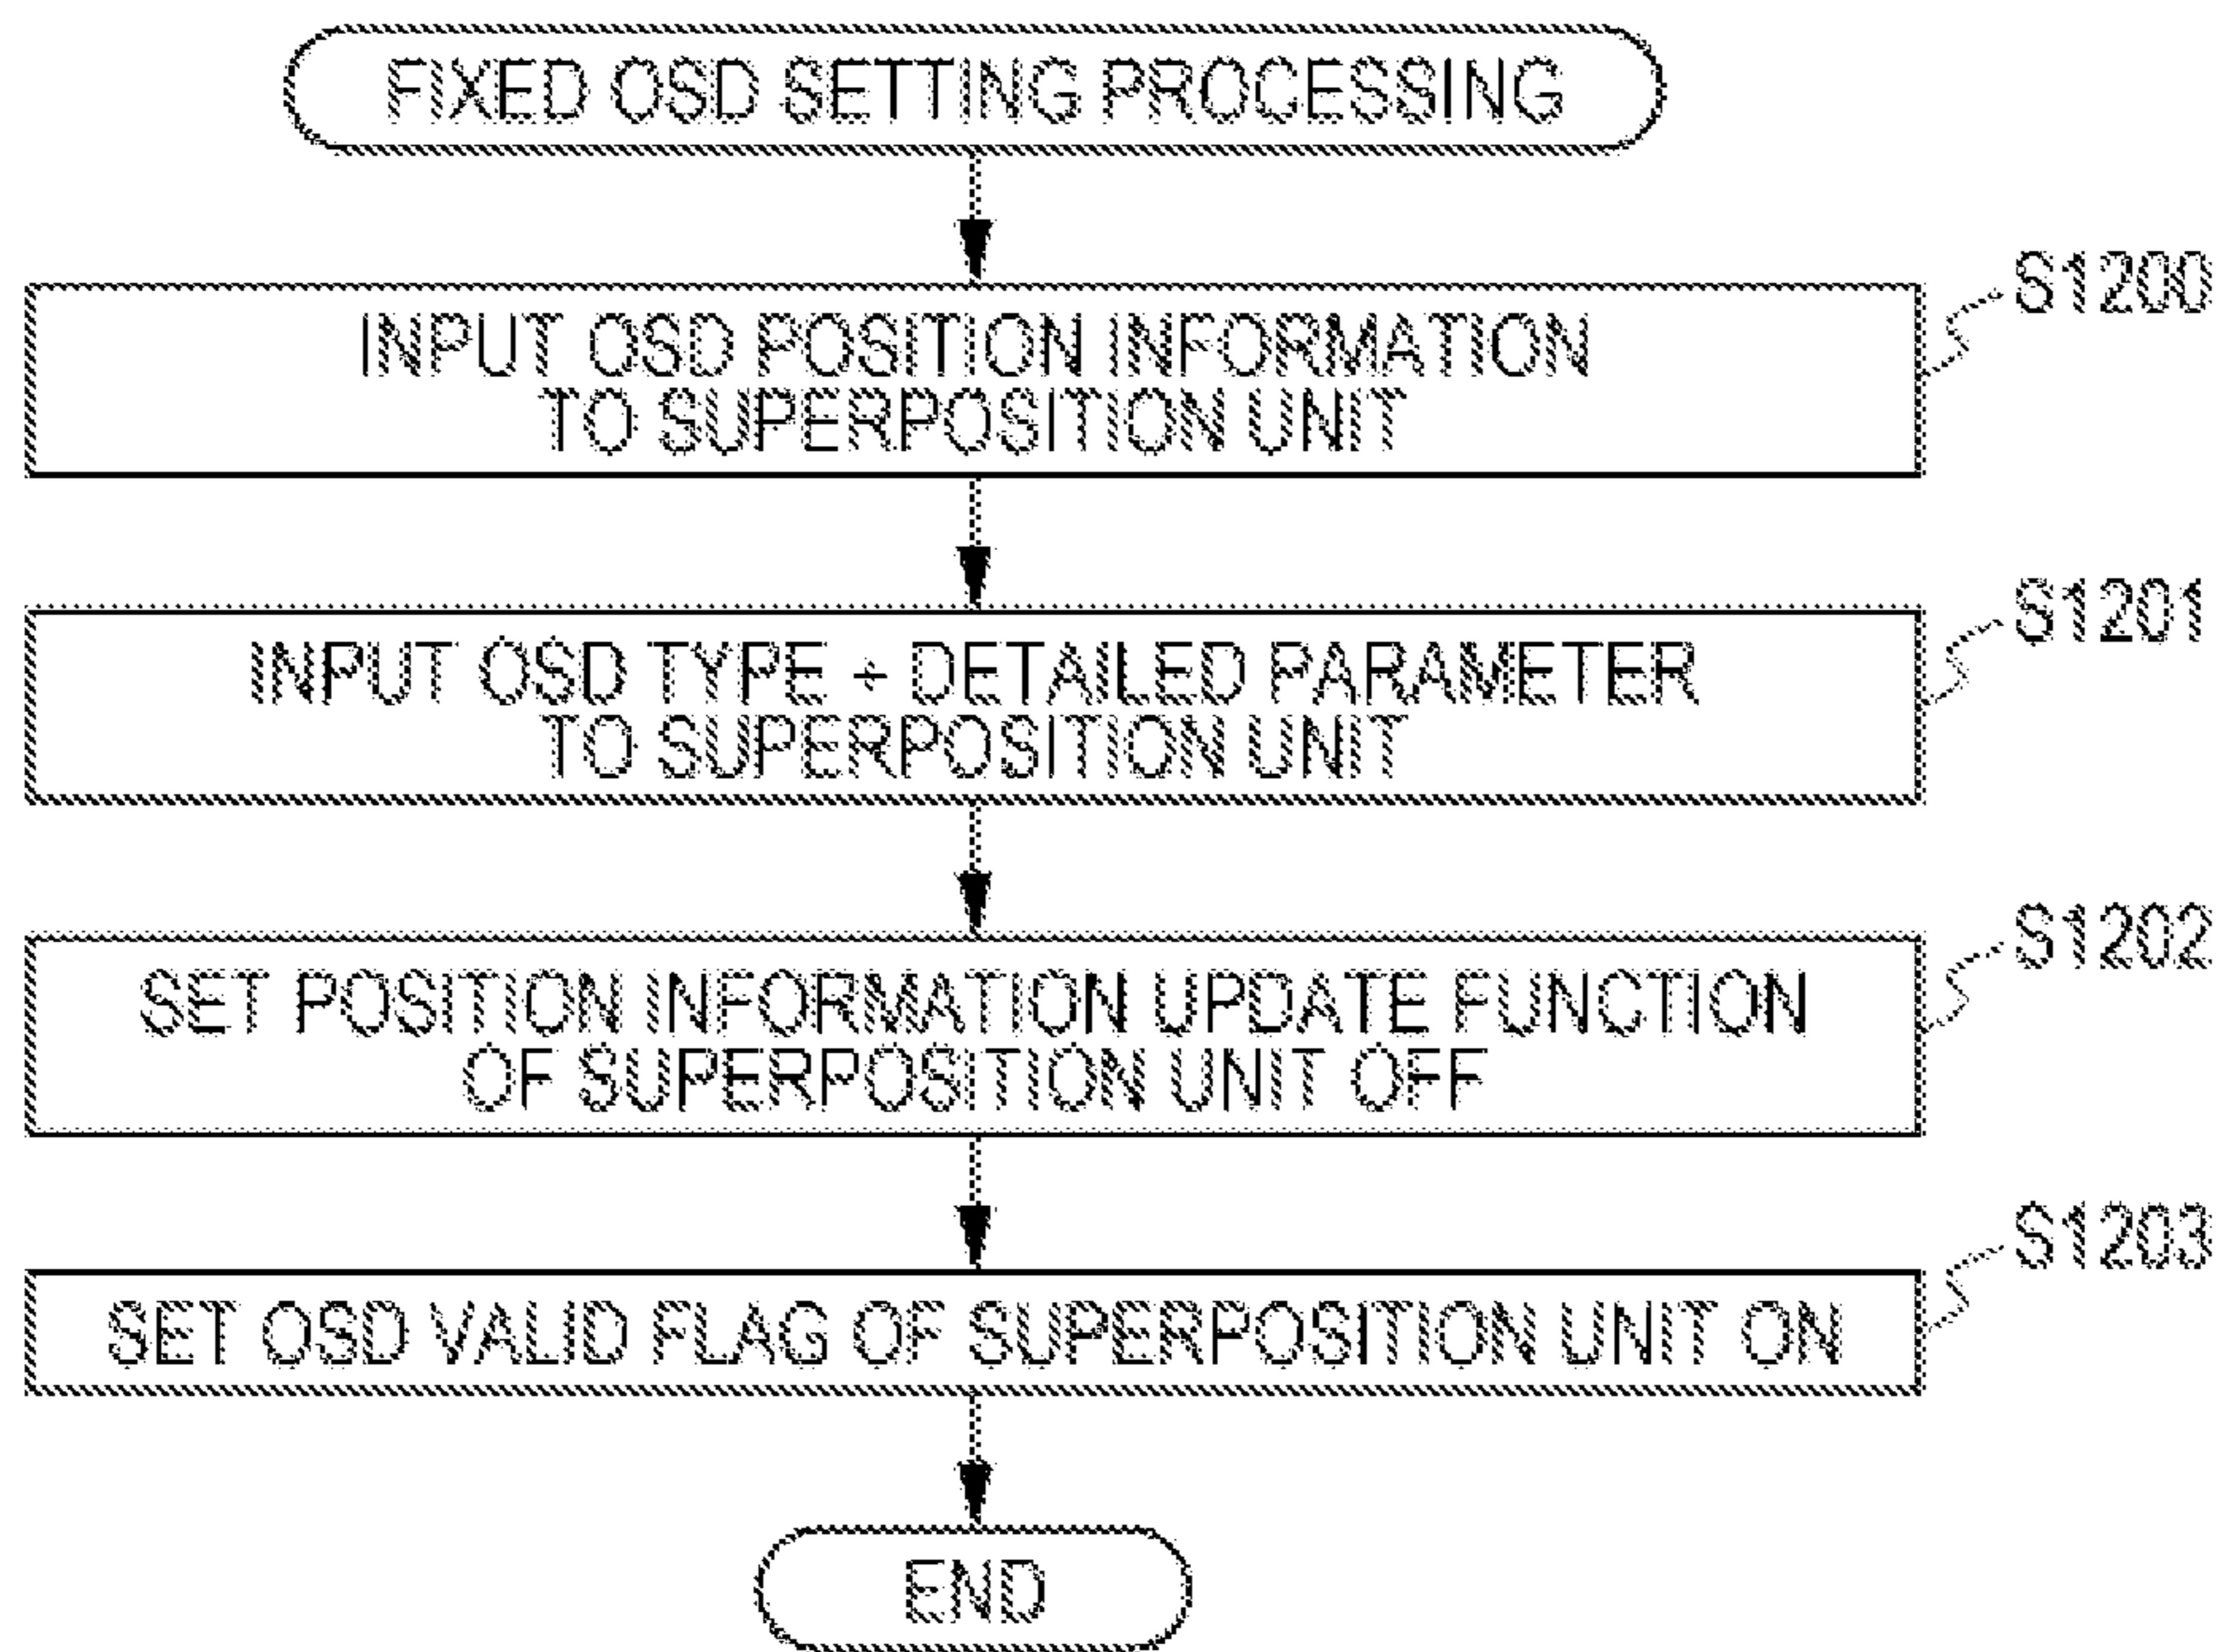 FIXED OSD SETTING PROCESSING
S1200
INPUT OSD POSITION INFORMATION
TO SUPERPOSITION UNIT
S1201
INPUT OSD TYPE + DETAILED PARAMETER
TO SUPERPOSITION UNIT
S1202
SET POSITION INFORMATION UPDATE FUNCTION
OF SUPERPOSITION UNIT OFF
S1203
SET OSD VALID FLAG OF SUPERPOSITION UNIT ON
END